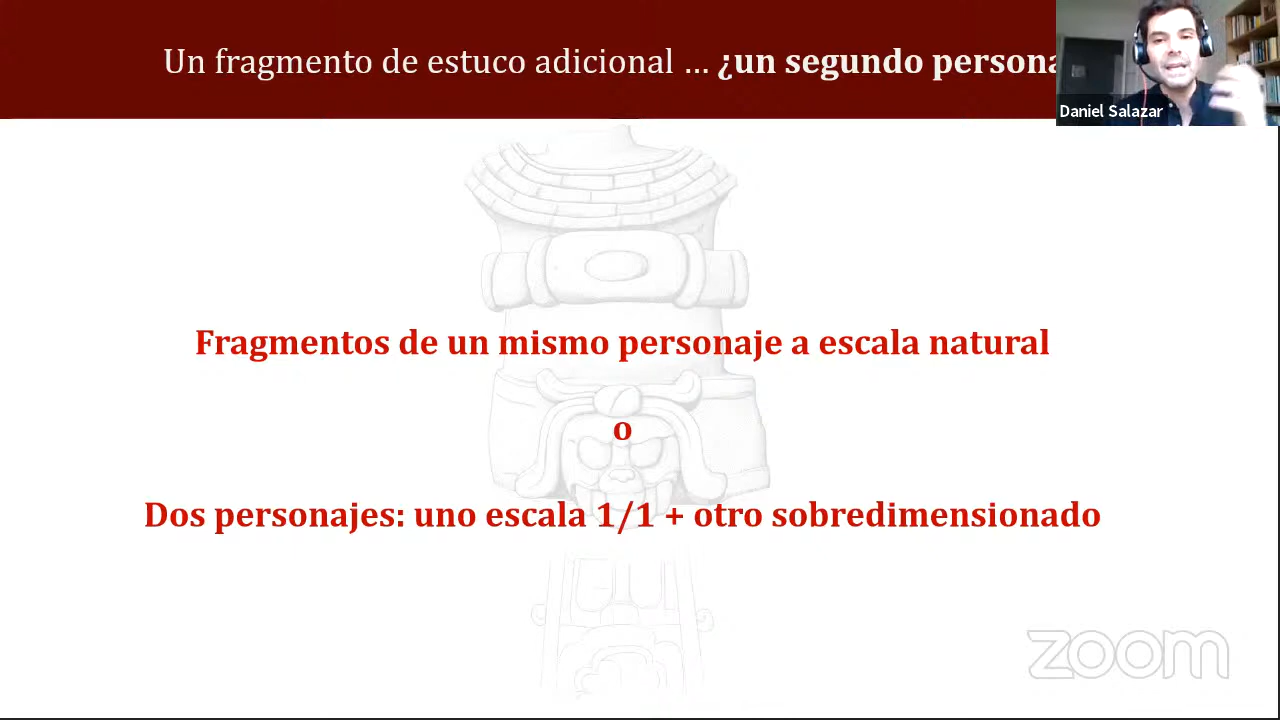 Un fragmento de estuco adicional … ¿un segundo persona
Daniel Salazar
Fragmentos de un mismo personaje a escala natural
o
Dos personajes: uno escala 1/1 + otro sobredimensionado
zoom